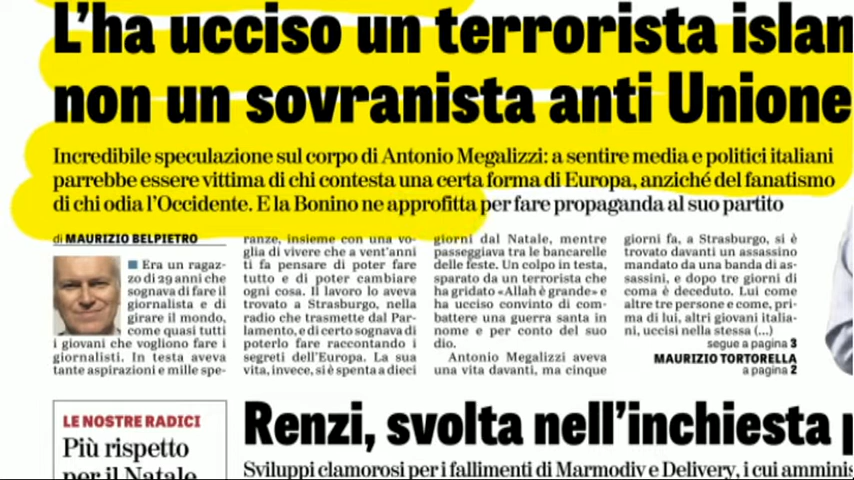 L'ha ucciso un terrorista
non un sovranista anti Unione
Incredibile speculazione sul corpo di Antonio Megalizzi: a sentire media e politici italiani
parrebbe essere vittima di chi contesta una certa forma di Europa, anziché del fanatismo
di chi odia l'Occidente. E la Bonino ne approfitta per fare propaganda al suo partito
di MAURIZIO BELPIETRO
■ Era un ragaz-
zo di 29 anni che
sognava di fare il
giornalista e di
girare il mondo,
come quasi tutti
i giovani che vogliono fare i
giornalisti. In testa aveva
tante aspirazioni e mille spe-
ranze, insieme con una vo-
glia di vivere che a vent'anni
ti fa pensare di poter fare
tutto e di poter cambiare
ogni cosa. Il lavoro lo aveva
trovato a Strasburgo, nella
radio che trasmette dal Par-
lamento, e di certo sognava di
poterlo fare raccontando i
segreti dell'Europa. La sua
vita, invece, si è spenta a dieci
giorni dal Natale, mentre
passeggiava tra le bancarelle
delle feste. Un colpo in testa,
sparato da un terrorista che
ha gridato «Allah è grande» e
ha ucciso convinto di com-
battere una guerra santa in
nome e per conto del suo
dio.
Antonio Megalizzi aveva
una vita davanti, ma cinque
giorni fa, a Strasburgo, si è
trovato davanti un assassino
mandato da una banda di as-
sassini, e dopo tre giorni di
coma è deceduto. Lui come
altre tre persone e come, pri-
ma di lui, altri giovani italia-
ni, uccisi nella stessa (...)
segue a pagina 3
MAURIZIO TORTORELLA
a pagina 2
LE NOSTRE RADICI
Più rispetto
per il Natale
Renzi, svolta nell'inchiesta
Sviluppi clamorosi per i fallimenti di Marmodiv e Delivery, i cui